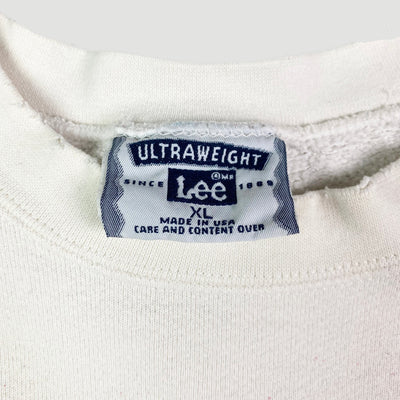 ULTRAWEIGHT
®M.R.
SINCE Lee 1889
XL
MADE IN USA
CARE AND CONTENT OVER